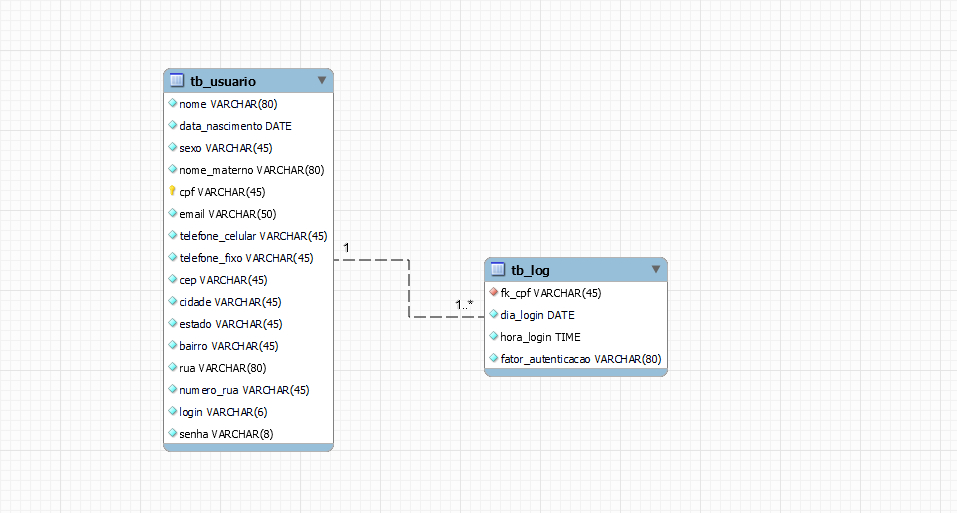 tb_usuario
nome VARCHAR(80)
data_nascimento DATE
sexo VARCHAR(45)
nome_materno VARCHAR(80)
cpf VARCHAR(45)
email VARCHAR(50)
telefone_celular VARCHAR(45)
telefone_fixo VARCHAR(45)
cep VARCHAR(45)
cidade VARCHAR(45)
estado VARCHAR(45)
bairro VARCHAR(45)
rua VARCHAR(80)
numero_rua VARCHAR(45)
login VARCHAR(6)
senha VARCHAR(8)
1
1..*
tb_log
fk_cpf VARCHAR(45)
dia_login DATE
hora_login TIME
fator_autenticacao VARCHAR(80)